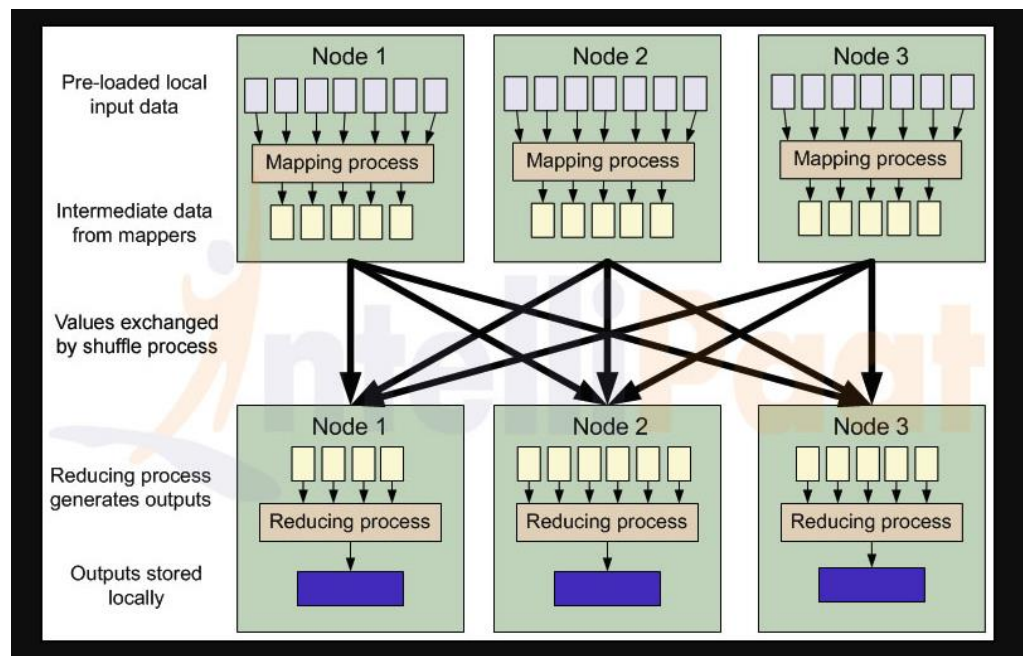 Node 1
Node 2
Node 3
Pre-loaded local
input data
Mapping process
Mapping process
Mapping process
Intermediate data
from mappers
Values exchanged
by shuffle process
IntelliPaat
Node 1
Node 2
Node 3
Reducing process
generates outputs
Reducing process
Reducing process
Reducing process
Outputs stored
locally